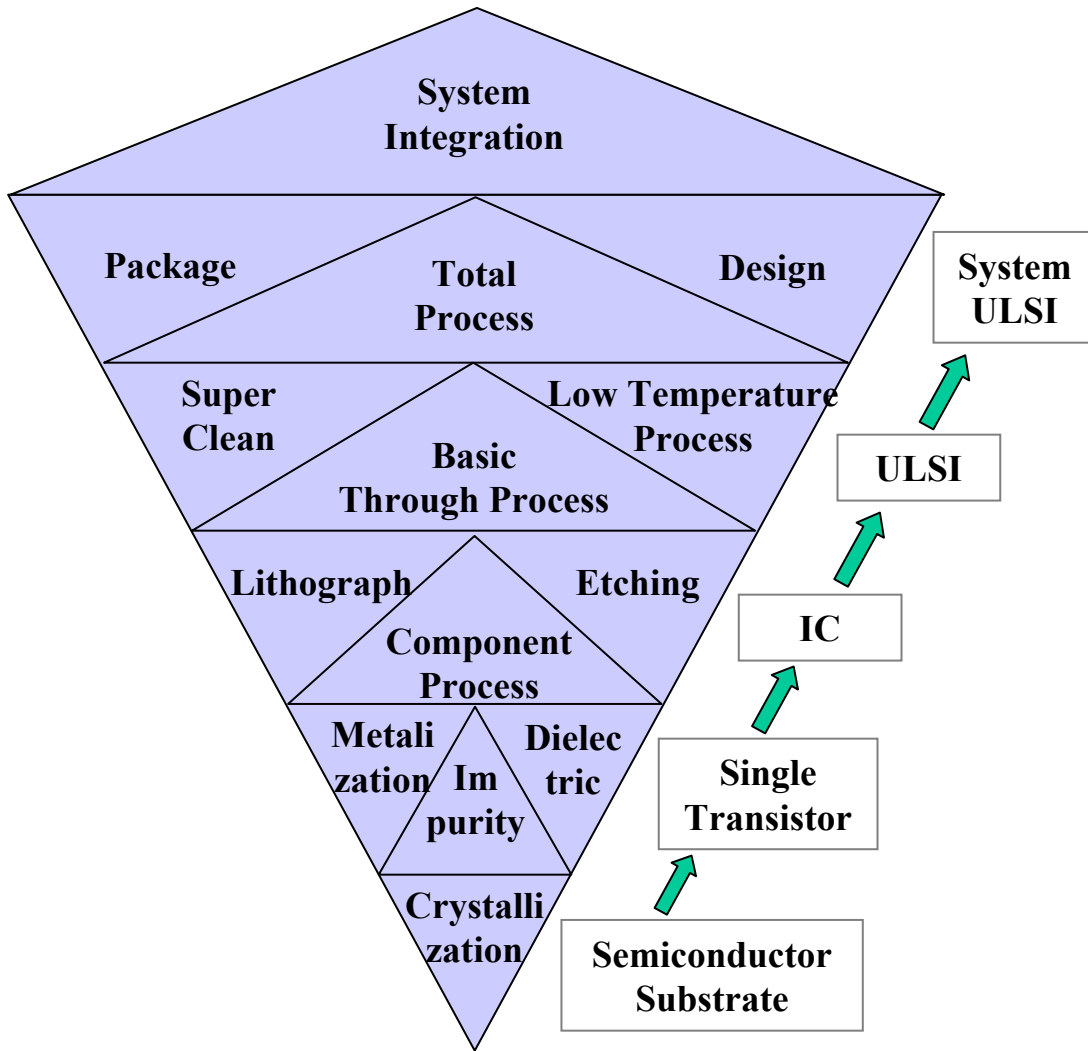 System
Integration
Package
Total
Process
Design
System
ULSI
Super
Clean
Low Temperature
Process
Basic
Through Process
ULSI
Lithograph
Etching
Component
Process
IC
Metali
zation
Im
purity
Dielec
tric
Single
Transistor
Crystalli
zation
Semiconductor
Substrate